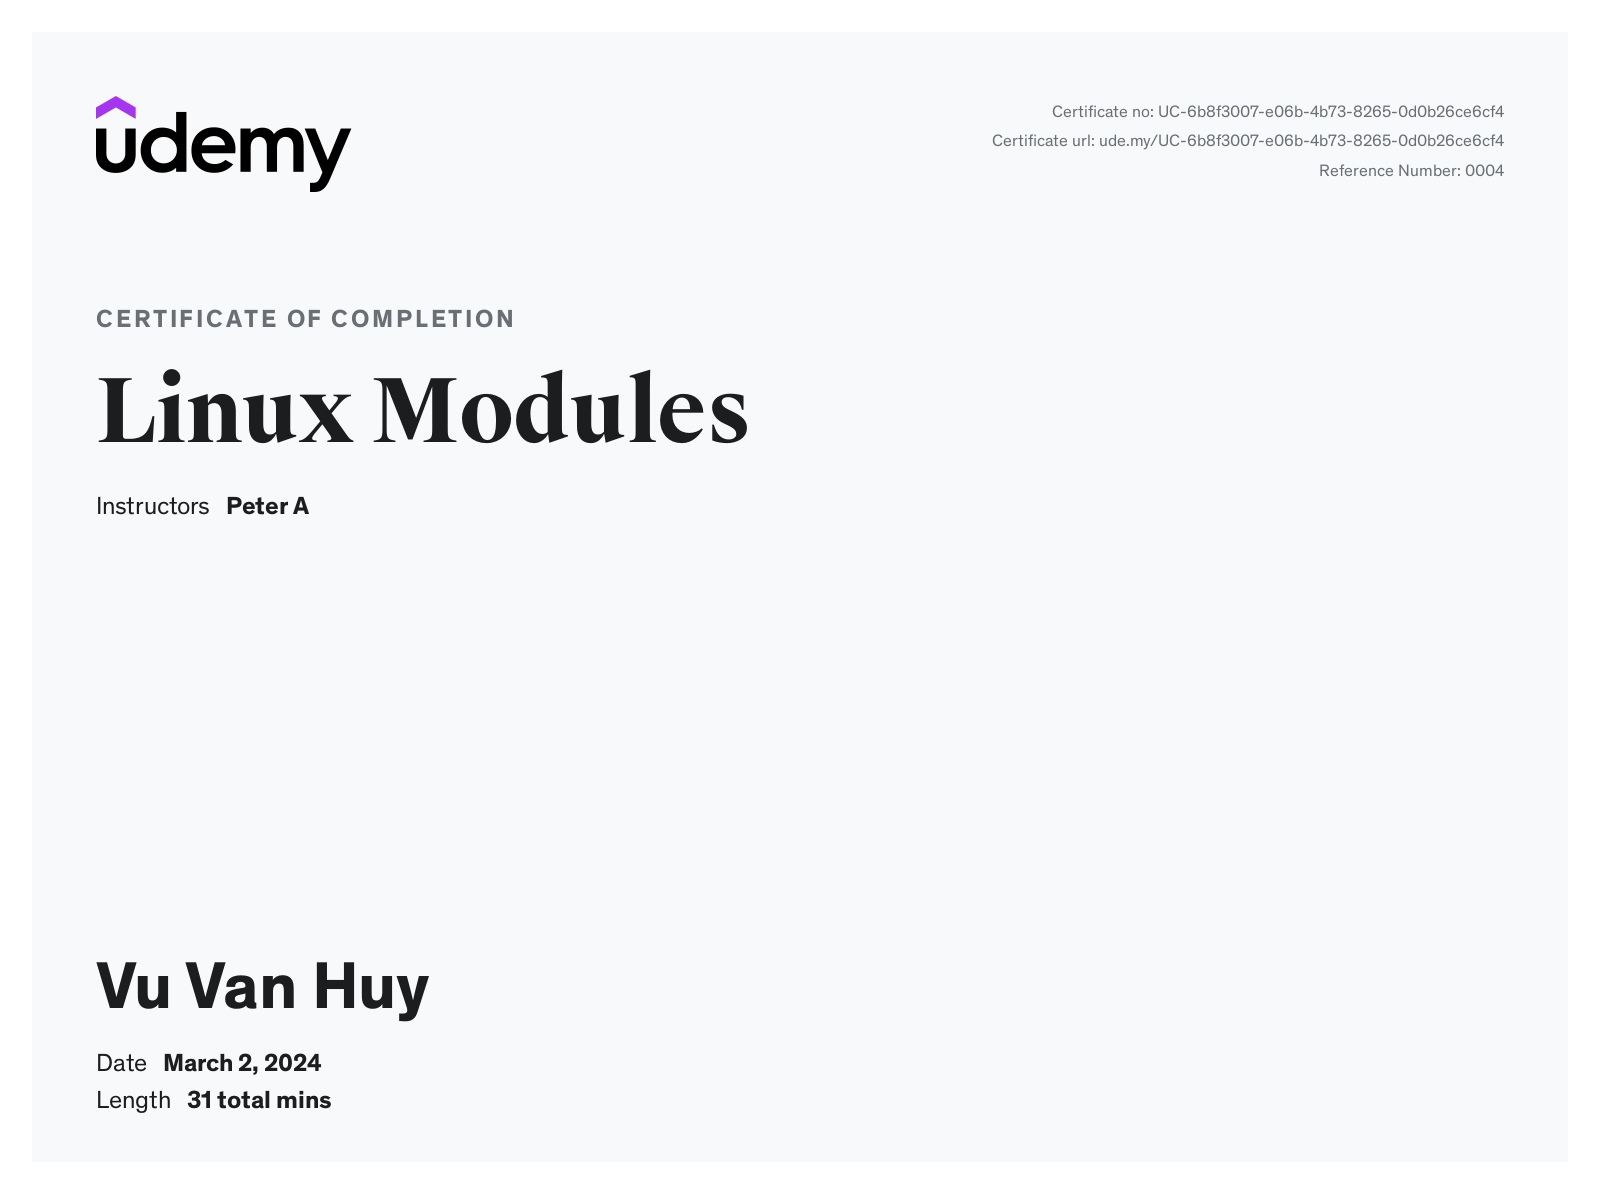 udemy
Certificate no: UC-6b8f3007-e06b-4b73-8265-0d0b26ce6cf4
Certificate url: ude.my/UC-6b8f3007-e06b-4b73-8265-0d0b26ce6cf4
Reference Number: 0004
CERTIFICATE OF COMPLETION
Linux Modules
Instructors Peter A
Vu Van Huy
Date March 2, 2024
Length 31 total mins